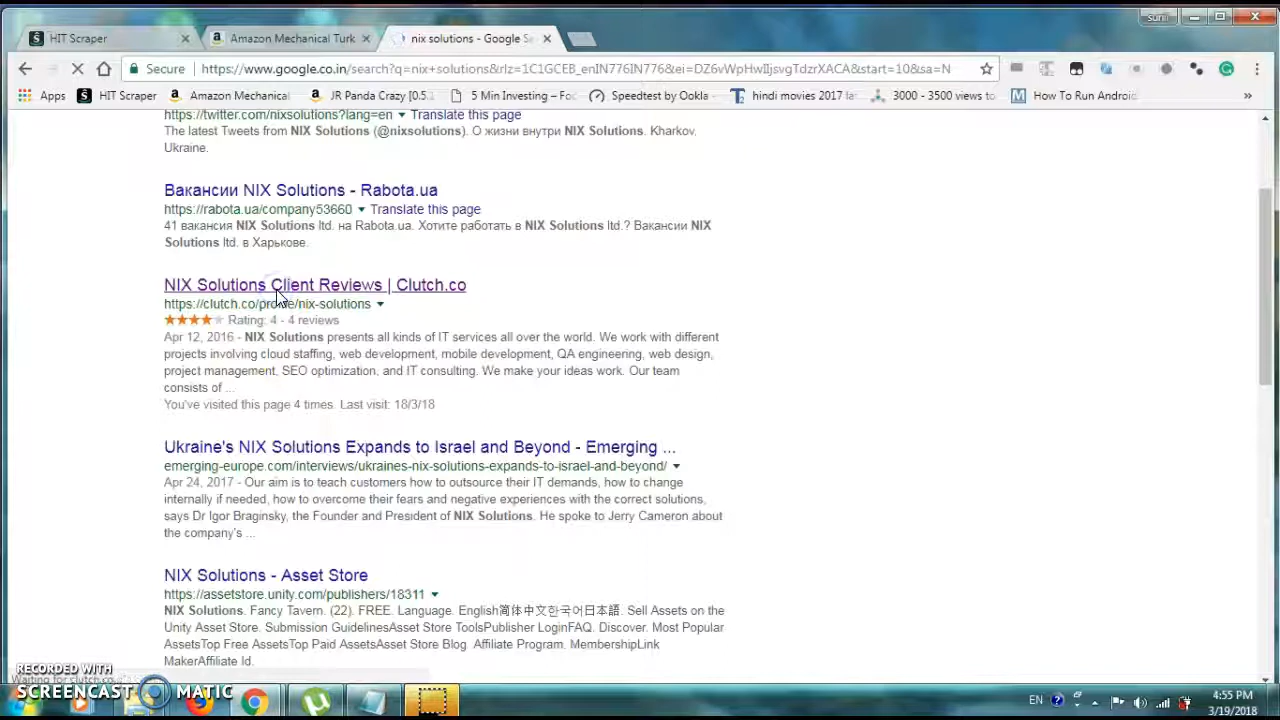 sunil
HIT Scraper
Amazon Mechanical Turk
nix solutions - Google Se
Secure
https://www.google.co.in/search?q=nix+solutions&rlz=1C1GCEB_enIN776IN776&ei=DZ6vWpHwIIjsvgTdzrXACA&start=10&sa=N
Apps
HIT Scraper
Amazon Mechanical
JR Panda Crazy [0.5.
5 Min Investing – Foc
Speedtest by Ookla -
hindi movies 2017 la
3000 - 3500 views to
How To Run Android
»
https://twitter.com/nixsolutions?lang=en ▼ Translate this page
The latest Tweets from NIX Solutions (@nixsolutions). О жизни внутри NIX Solutions. Kharkov,
Ukraine.
Вакансии NIX Solutions - Rabota.ua
https://rabota.ua/company53660 ▼ Translate this page
41 вакансия NIX Solutions ltd. на Rabota.ua. Хотите работать в NIX Solutions ltd.? Вакансии NIX
Solutions ltd. в Харькове.
NIX Solutions Client Reviews | Clutch.co
https://clutch.co/profile/nix-solutions ▼
★★★★★ Rating: 4 - 4 reviews
Apr 12, 2016 - NIX Solutions presents all kinds of IT services all over the world. We work with different
projects involving cloud staffing, web development, mobile development, QA engineering, web design,
project management, SEO optimization, and IT consulting. We make your ideas work. Our team
consists of ...
You've visited this page 4 times. Last visit: 18/3/18
Ukraine's NIX Solutions Expands to Israel and Beyond - Emerging ...
emerging-europe.com/interviews/ukraines-nix-solutions-expands-to-israel-and-beyond/ ▼
Apr 24, 2017 - Our aim is to teach customers how to outsource their IT demands, how to change
internally if needed, how to overcome their fears and negative experiences with the correct solutions,
says Dr Igor Braginsky, the Founder and President of NIX Solutions. He spoke to Jerry Cameron about
the company's ...
NIX Solutions - Asset Store
https://assetstore.unity.com/publishers/18311 ▼
NIX Solutions. Fancy Tavern. (22). FREE. Language. English简体中文한국어日本語. Sell Assets on the
Unity Asset Store. Submission GuidelinesAsset Store ToolsPublisher LoginFAQ. Discover. Most Popular
AssetsTop Free AssetsTop Paid AssetsAsset Store Blog. Affiliate Program. MembershipLink
MakerAffiliate Id.
RECORDED WITH
Waiting for clutch.co
SCREENCAST MATIC
EN
4:55 PM
3/19/2018